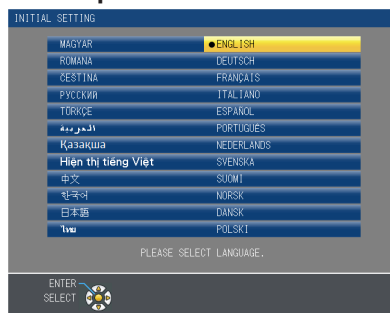 INITIAL SETTING
MAGYAR ●ENGLISH
ROMÂNA DEUTSCH
ČEŠTINA FRANÇAIS
РУССКИЙ ITALIANO
TÜRKÇE ESPAÑOL
العربية PORTUGUÊS
Қазақша NEDERLANDS
Hiện thị tiếng Việt SVENSKA
中文 SUOMI
한국어 NORSK
日本語 DANSK
ไทย POLSKI
PLEASE SELECT LANGUAGE.
ENTER
SELECT